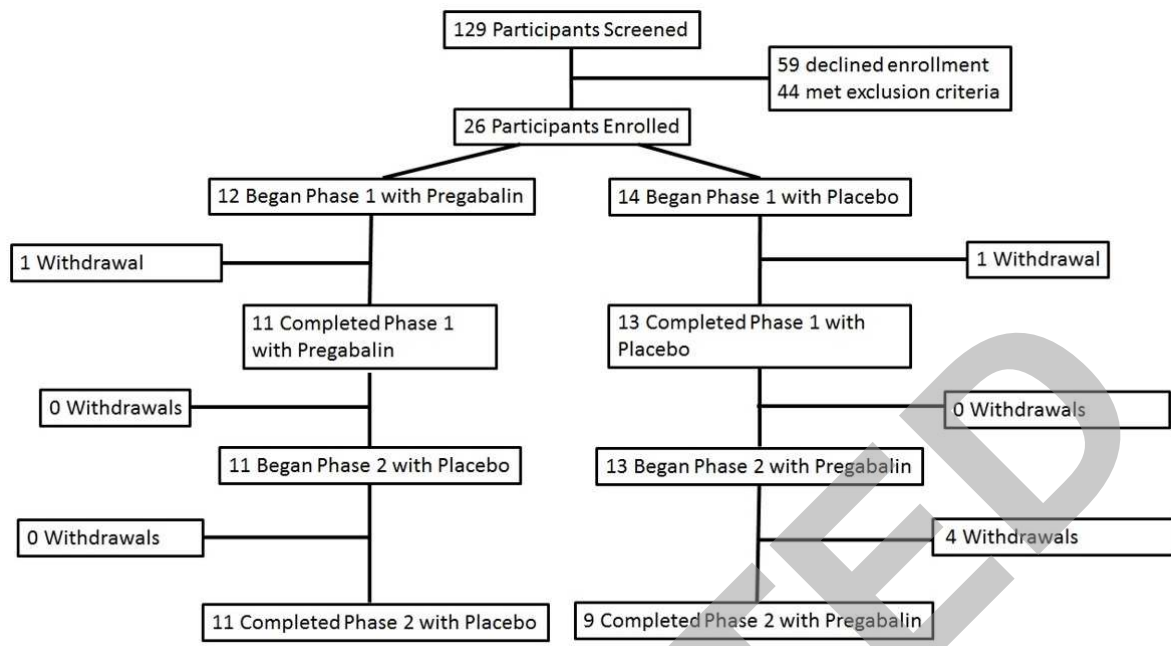 129 Participants Screened
59 declined enrollment
44 met exclusion criteria
26 Participants Enrolled
12 Began Phase 1 with Pregabalin
14 Began Phase 1 with Placebo
1 Withdrawal
1 Withdrawal
11 Completed Phase 1
with Pregabalin
13 Completed Phase 1 with
Placebo
0 Withdrawals
0 Withdrawals
11 Began Phase 2 with Placebo
13 Began Phase 2 with Pregabalin
0 Withdrawals
4 Withdrawals
11 Completed Phase 2 with Placebo
9 Completed Phase 2 with Pregabalin